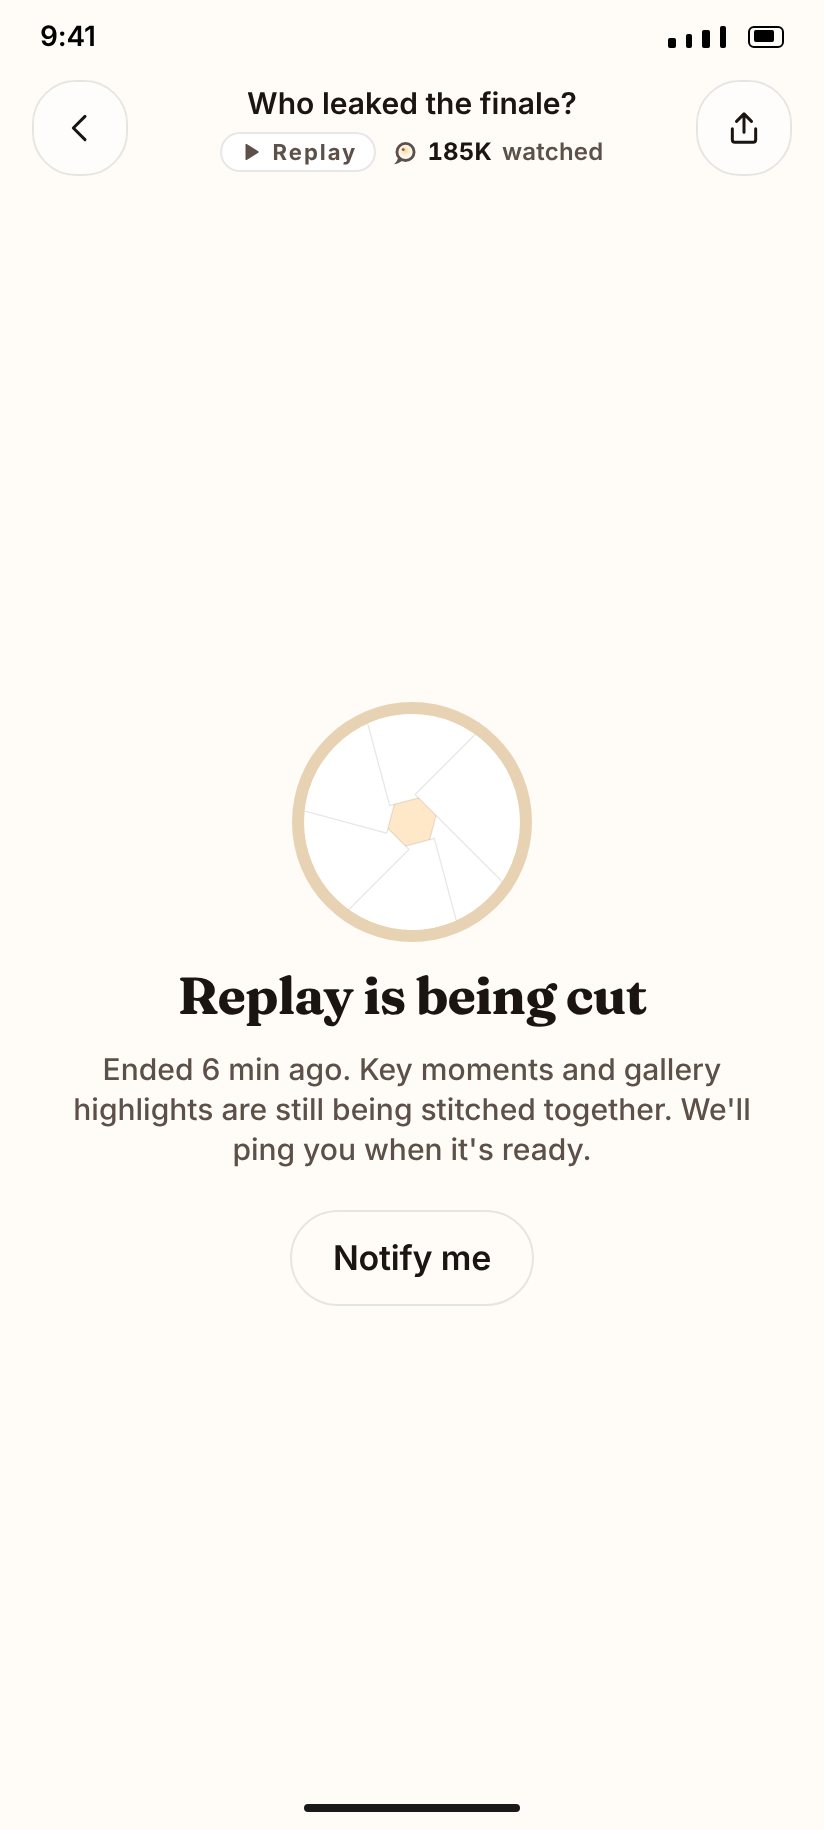 9:41
Who leaked the finale?
Replay 185K watched
Replay is being cut
Ended 6 min ago. Key moments and gallery
highlights are still being stitched together. We'll
ping you when it's ready.
Notify me